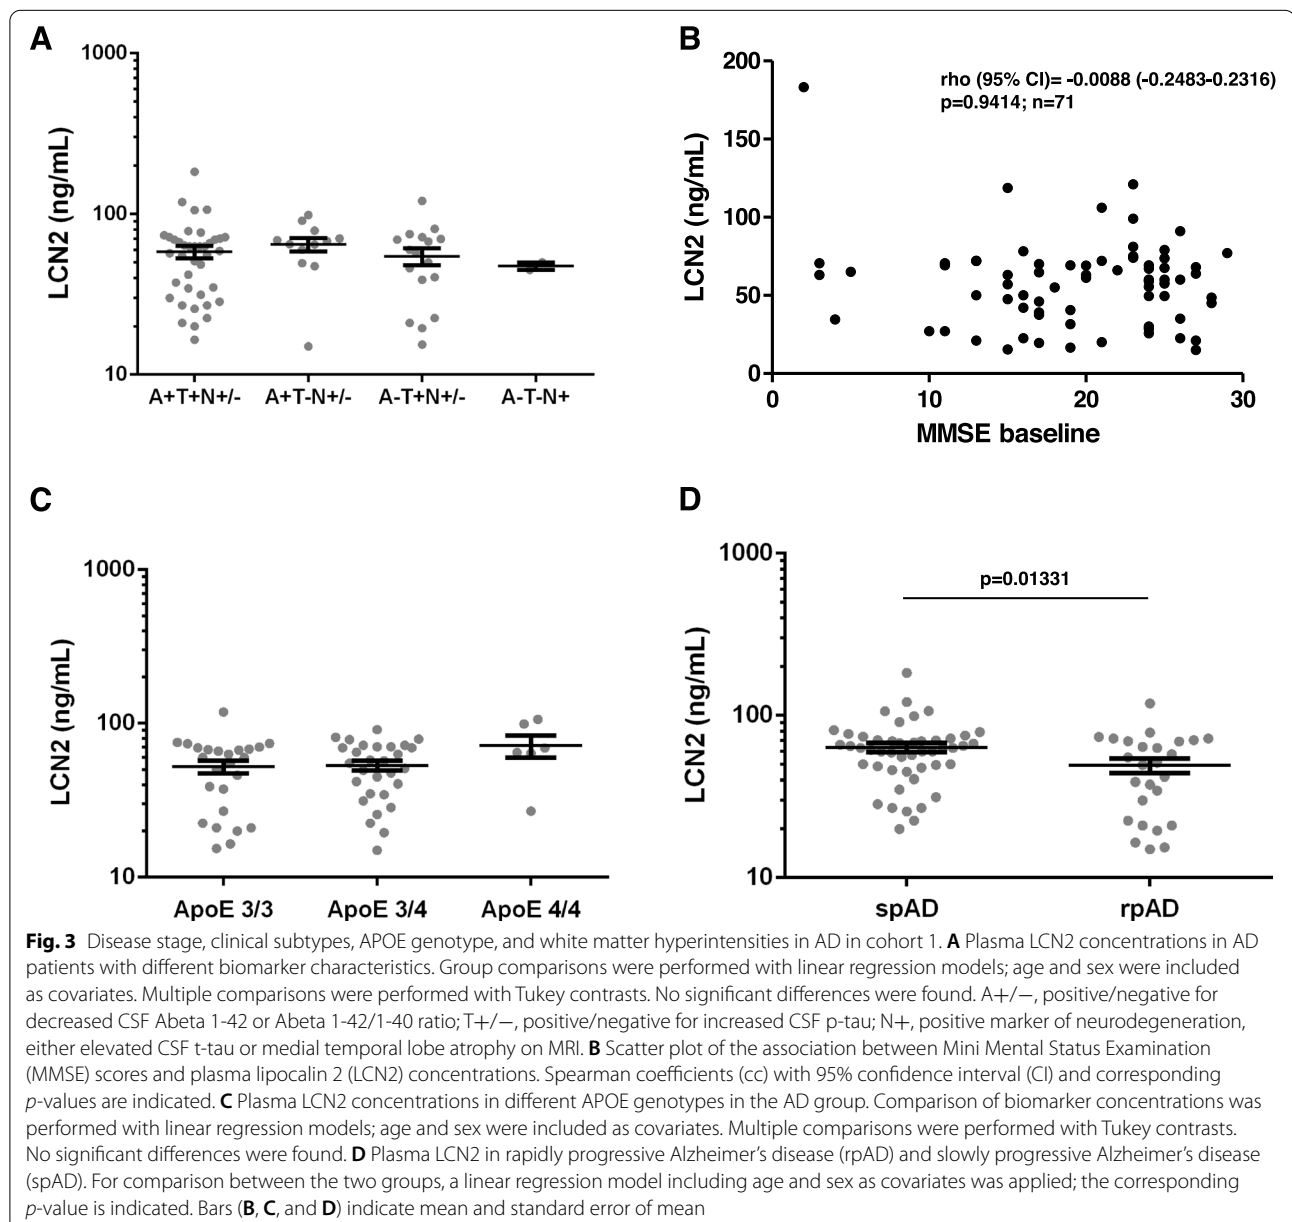 A
1000
100
10
LCN2 (ng/mL)
A+T+N+/- A+T-N+/- A-T+N+/- A-T-N+
B
200
150
100
50
0
LCN2 (ng/mL)
rho (95% CI)= -0.0088 (-0.2483-0.2316)
p=0.9414; n=71
0 10 20 30
MMSE baseline
C
1000
100
10
LCN2 (ng/mL)
ApoE 3/3 ApoE 3/4 ApoE 4/4
D
1000
100
10
LCN2 (ng/mL)
p=0.01331
spAD rpAD
Fig. 3 Disease stage, clinical subtypes, APOE genotype, and white matter hyperintensities in AD in cohort 1. A Plasma LCN2 concentrations in AD
patients with different biomarker characteristics. Group comparisons were performed with linear regression models; age and sex were included
as covariates. Multiple comparisons were performed with Tukey contrasts. No significant differences were found. A+/−, positive/negative for
decreased CSF Abeta 1-42 or Abeta 1-42/1-40 ratio; T+/−, positive/negative for increased CSF p-tau; N+, positive marker of neurodegeneration,
either elevated CSF t-tau or medial temporal lobe atrophy on MRI. B Scatter plot of the association between Mini Mental Status Examination
(MMSE) scores and plasma lipocalin 2 (LCN2) concentrations. Spearman coefficients (cc) with 95% confidence interval (CI) and corresponding
p-values are indicated. C Plasma LCN2 concentrations in different APOE genotypes in the AD group. Comparison of biomarker concentrations was
performed with linear regression models; age and sex were included as covariates. Multiple comparisons were performed with Tukey contrasts.
No significant differences were found. D Plasma LCN2 in rapidly progressive Alzheimer's disease (rpAD) and slowly progressive Alzheimer's disease
(spAD). For comparison between the two groups, a linear regression model including age and sex as covariates was applied; the corresponding
p-value is indicated. Bars (B, C, and D) indicate mean and standard error of mean